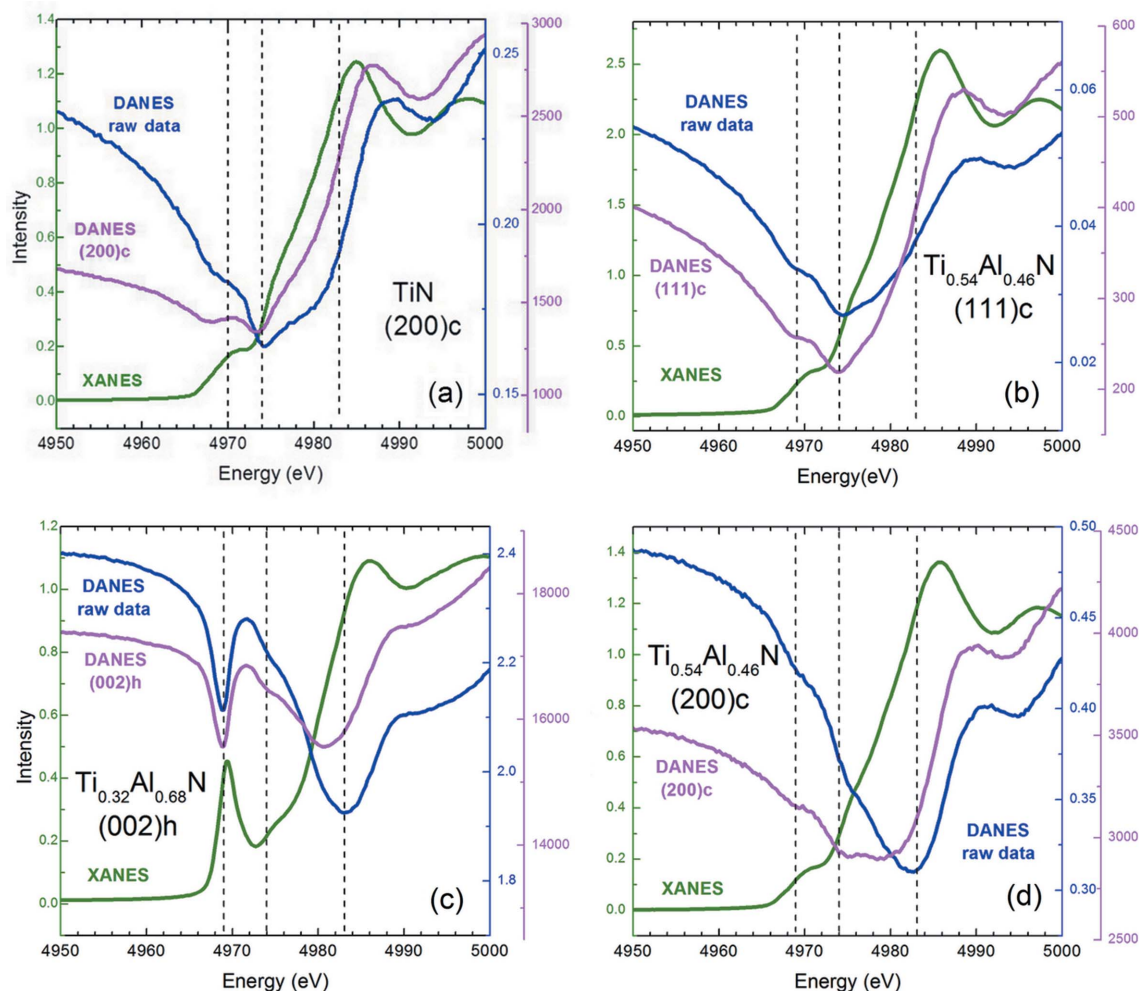 1.4
1.2
1.0
0.8
0.6
0.4
0.2
0.0
Intensity
DANES
raw data
DANES
(200)c
XANES
TiN
(200)c
(a)
0.25
0.20
0.15
3000
2500
2000
1500
1000
4950 4960 4970 4980 4990 5000
Energy (eV)
2.5
2.0
1.5
1.0
0.5
0.0
DANES
raw data
DANES
(111)c
XANES
Ti0.54Al0.46N
(111)c
(b)
0.06
0.04
0.02
600
500
400
300
200
4950 4960 4970 4980 4990 5000
Energy(eV)
1.2
1.0
0.8
0.6
0.4
0.2
0.0
Intensity
DANES
raw data
DANES
(002)h
Ti0.32Al0.68N
(002)h
XANES
(c)
2.4
2.2
2.0
1.8
18000
16000
14000
4950 4960 4970 4980 4990 5000
Energy (eV)
1.4
1.2
1.0
0.8
0.6
0.4
0.2
0.0
Ti0.54Al0.46N
(200)c
DANES
(200)c
XANES
DANES
raw data
(d)
0.50
0.45
0.40
0.35
0.30
4500
4000
3500
3000
2500
4950 4960 4970 4980 4990 5000
Energy (eV)